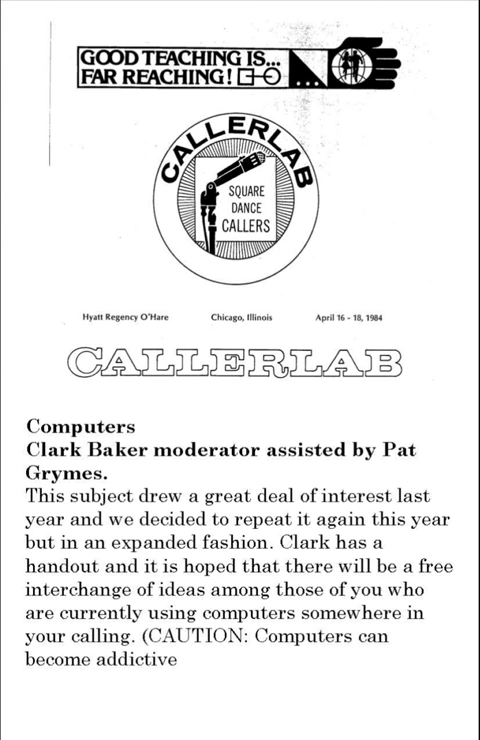 GOOD TEACHING IS...
FAR REACHING!
CALLERLAB
SQUARE
DANCE
CALLERS
Hyatt Regency O'Hare Chicago, Illinois April 16 - 18, 1984
CALLERLAB
Computers
Clark Baker moderator assisted by Pat
Grymes.
This subject drew a great deal of interest last
year and we decided to repeat it again this year
but in an expanded fashion. Clark has a
handout and it is hoped that there will be a free
interchange of ideas among those of you who
are currently using computers somewhere in
your calling. (CAUTION: Computers can
become addictive